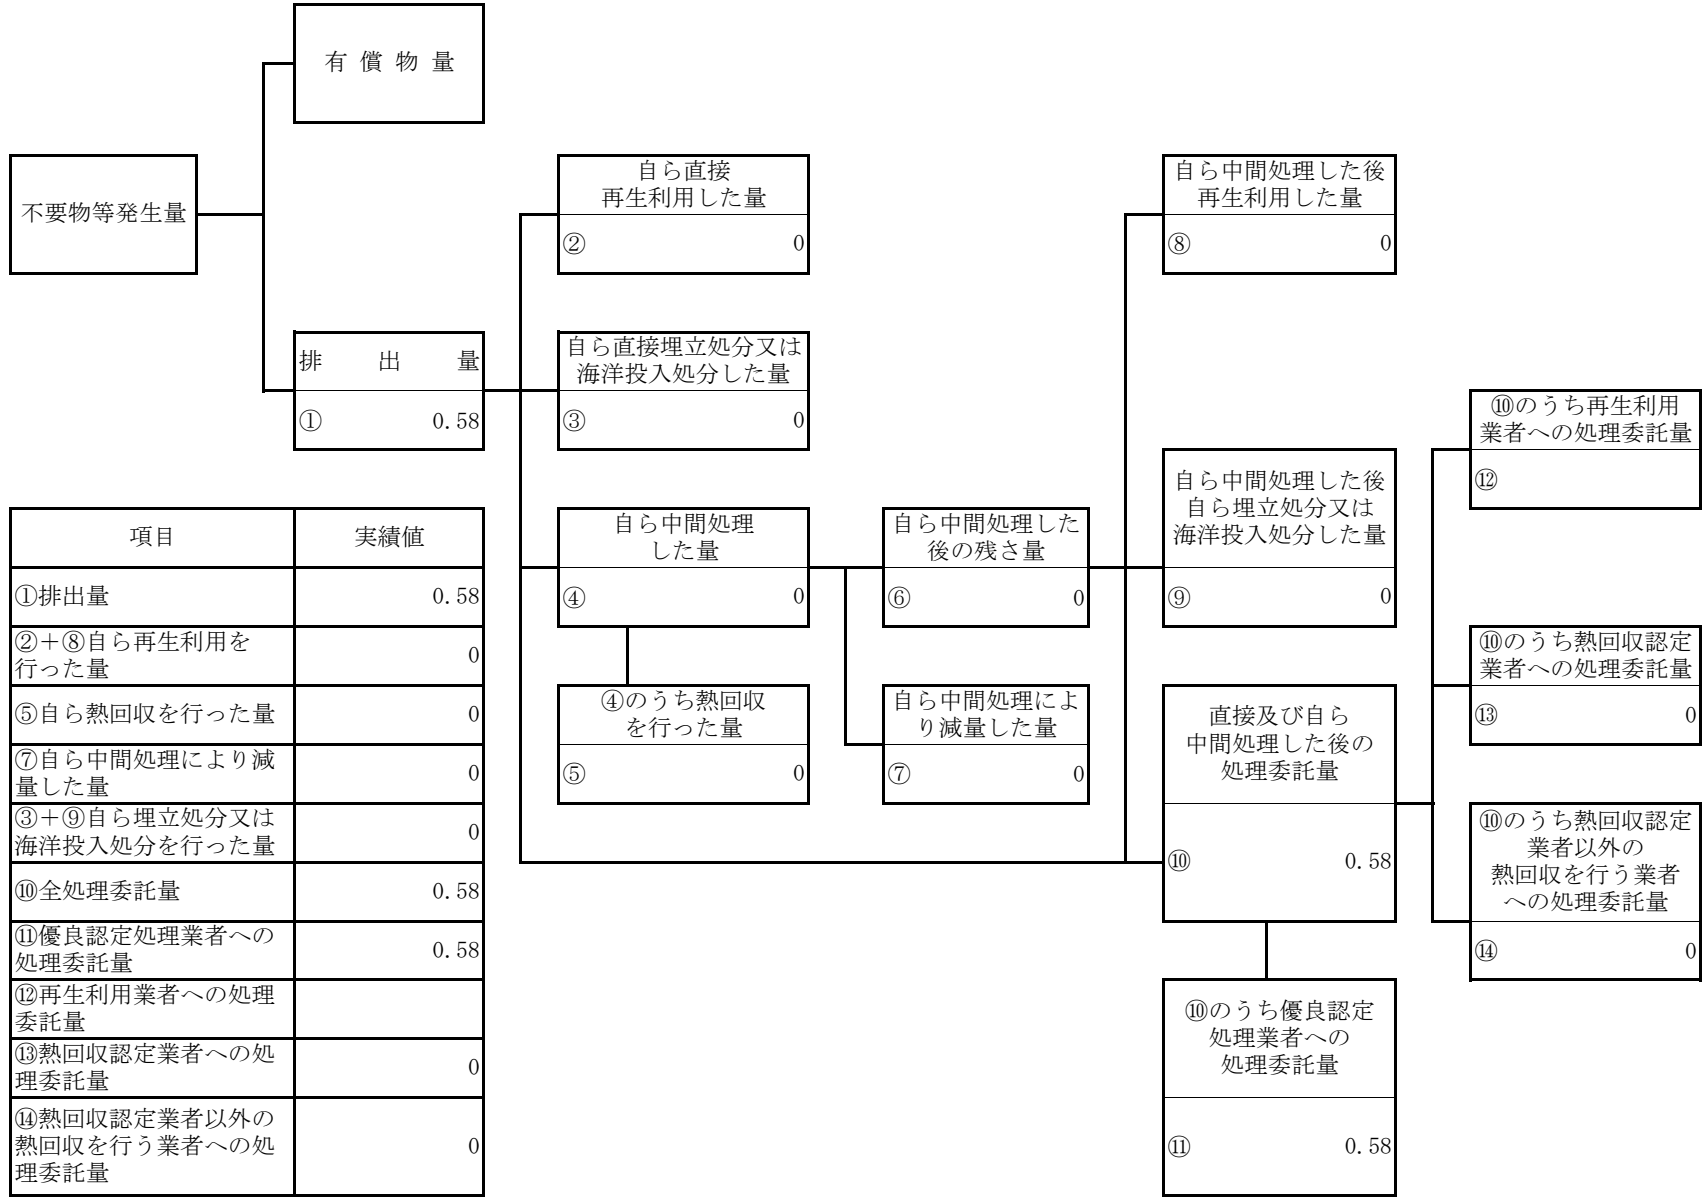 有償物量
不要物等発生量
排出量
① 0.58
自ら直接
再生利用した量
② 0
自ら直接埋立処分又は
海洋投入処分した量
③ 0
自ら中間処理
した量
④ 0
④のうち熱回収
を行った量
⑤ 0
自ら中間処理した
後の残さ量
⑥ 0
自ら中間処理によ
り減量した量
⑦ 0
自ら中間処理した後
再生利用した量
⑧ 0
自ら中間処理した後
自ら埋立処分又は
海洋投入処分した量
⑨ 0
直接及び自ら
中間処理した後の
処理委託量
⑩ 0.58
⑩のうち優良認定
処理業者への
処理委託量
⑪ 0.58
⑩のうち再生利用
業者への処理委託量
⑫
⑩のうち熱回収認定
業者への処理委託量
⑬ 0
⑩のうち熱回収認定
業者以外の
熱回収を行う業者
への処理委託量
⑭ 0
項目 実績値
①排出量 0.58
②+⑧自ら再生利用を
行った量 0
⑤自ら熱回収を行った量 0
⑦自ら中間処理により減
量した量 0
③+⑨自ら埋立処分又は
海洋投入処分を行った量 0
⑩全処理委託量 0.58
⑪優良認定処理業者への
処理委託量 0.58
⑫再生利用業者への処理
委託量
⑬熱回収認定業者への処
理委託量 0
⑭熱回収認定業者以外の
熱回収を行う業者への処
理委託量 0